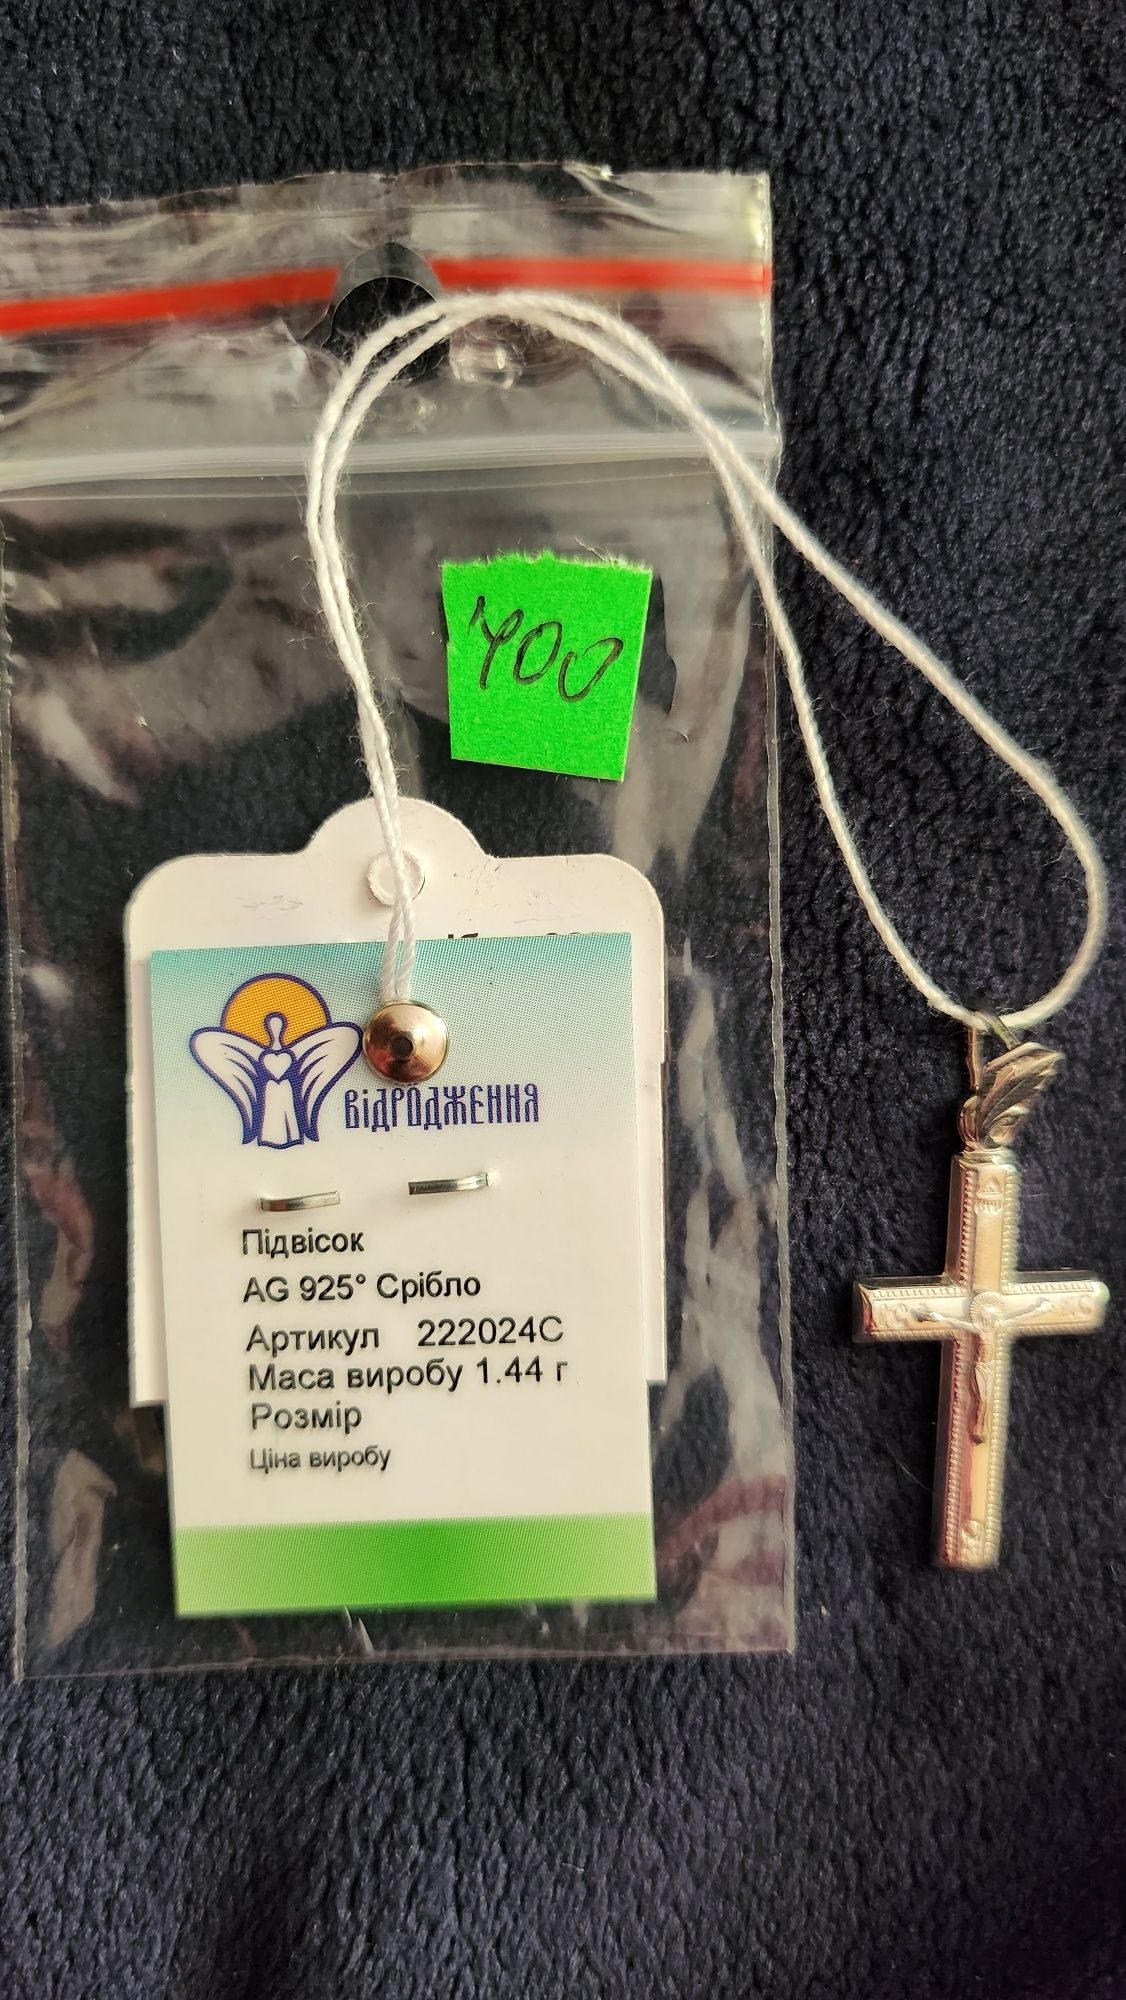 400
відродження
Підвісок
AG 925° Срібло
Артикул 222024С
Маса виробу 1.44 г
Розмір
Ціна виробу